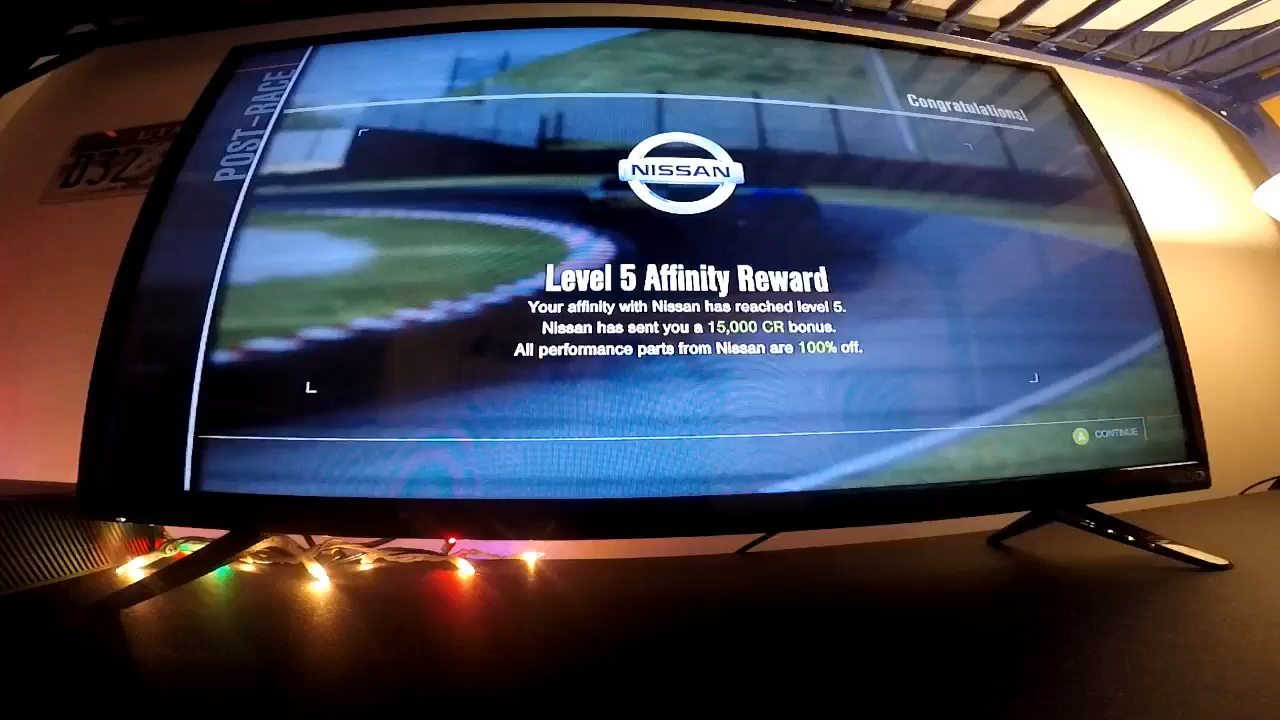 POST-RACE
Congratulations!
NISSAN
Level 5 Affinity Reward
Your affinity with Nissan has reached level 5.
Nissan has sent you a 15,000 CR bonus.
All performance parts from Nissan are 100% off.
A CONTINUE